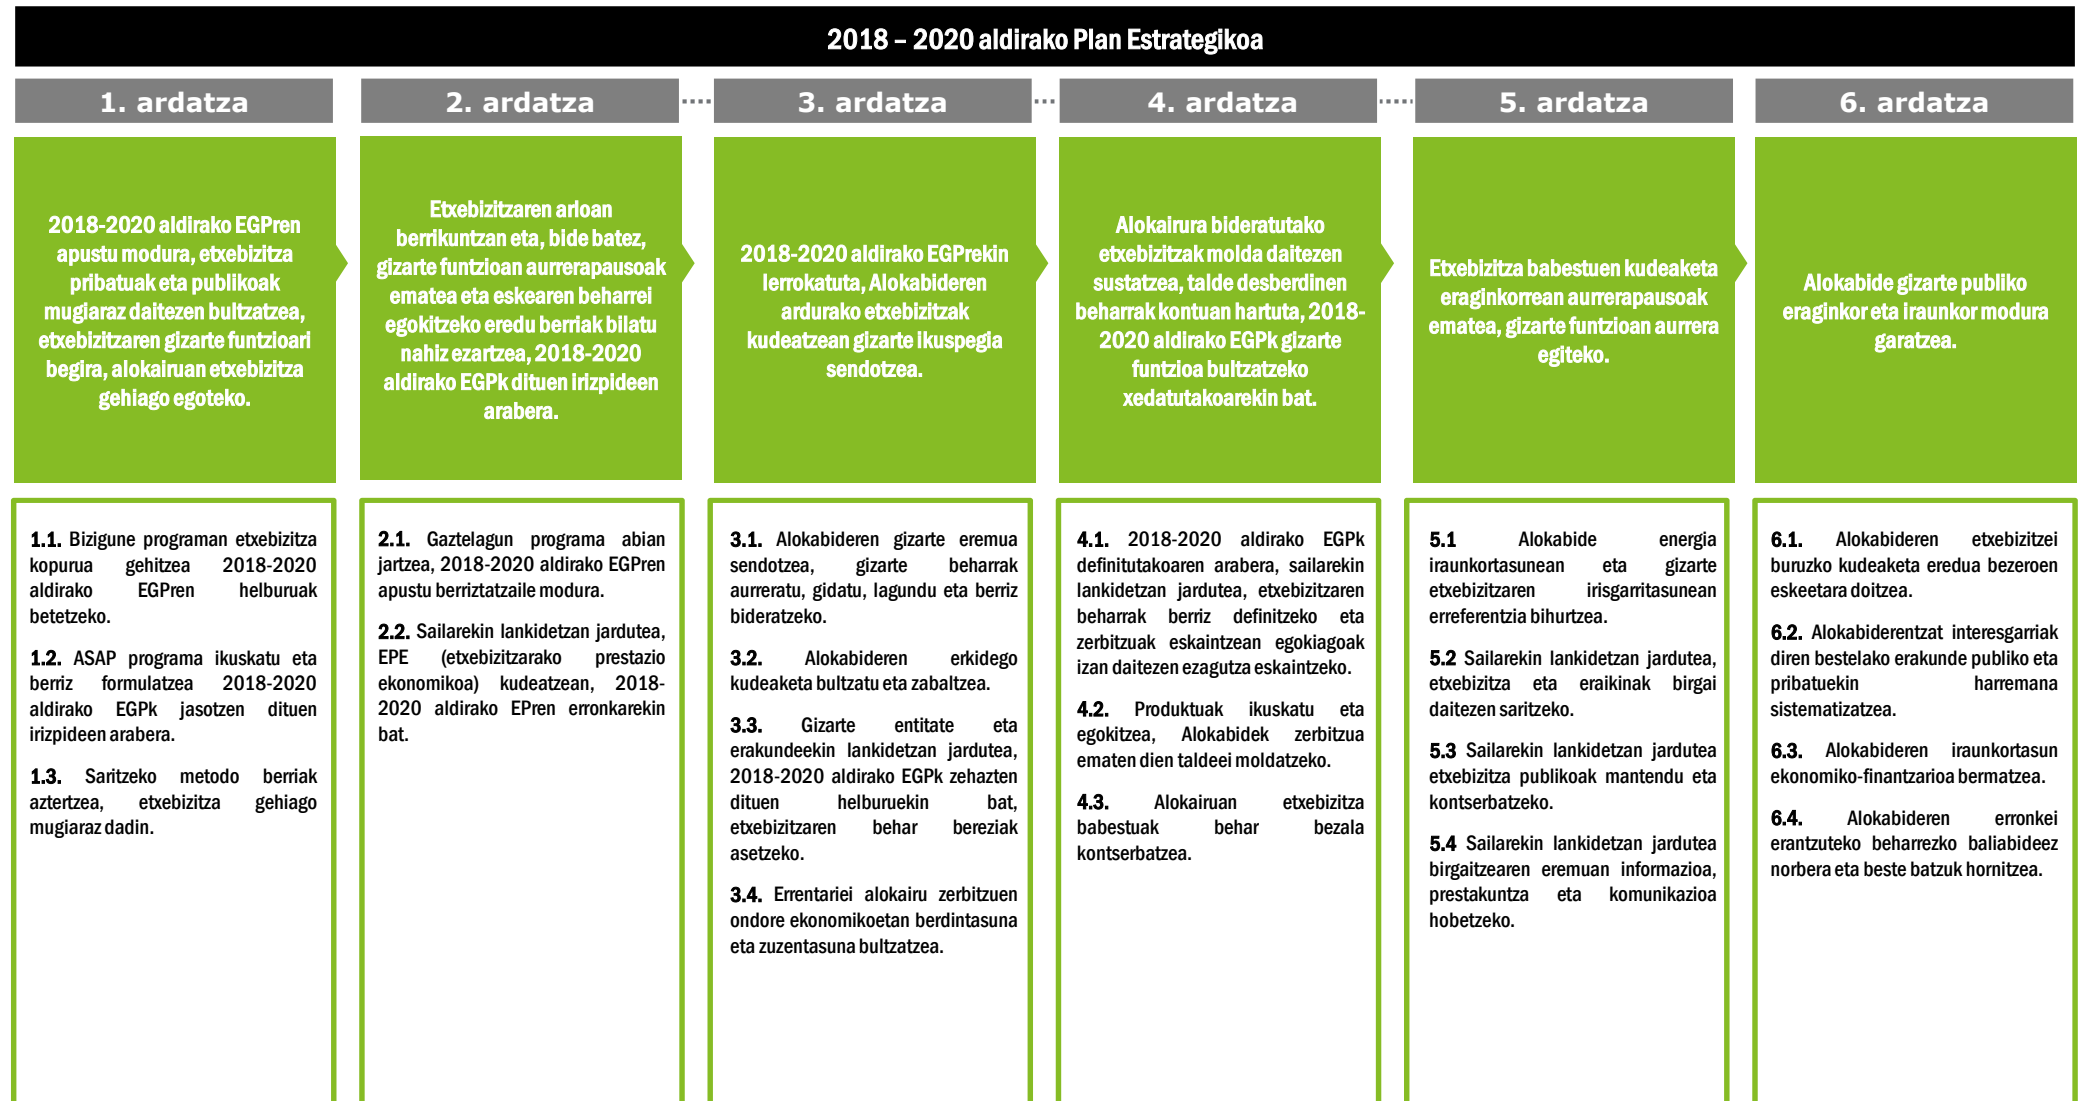 2018 – 2020 aldirako Plan Estrategikoa
1. ardatza
2. ardatza
3. ardatza
4. ardatza
5. ardatza
6. ardatza
2018-2020 aldirako EGPren
apustu modura, etxebizitza
pribatuak eta publikoak
mugiaraz daitezen bultzatzea,
etxebizitzaren gizarte funtzioari
begira, alokairuan etxebizitza
gehiago egoteko.
Etxebizitzaren arloan
berrikuntzan eta, bide batez,
gizarte funtzioan aurrerapausoak
ematea eta eskearen beharrei
egokitzeko eredu berriak bilatu
nahiz ezartzea, 2018-2020
aldirako EGPk dituen irizpideen
arabera.
2018-2020 aldirako EGPrekin
lerrokatuta, Alokabideren
ardurako etxebizitzak
kudeatzean gizarte ikuspegia
sendotzea.
Alokairura bideratutako
etxebizitzak molda daitezen
sustatzea, talde desberdinen
beharrak kontuan hartuta, 2018-
2020 aldirako EGPk gizarte
funtzioa bultzatzeko
xedatutakoarekin bat.
Etxebizitza babestuen kudeaketa
eraginkorrean aurrerapausoak
ematea, gizarte funtzioan aurrera
egiteko.
Alokabide gizarte publiko
eraginkor eta iraunkor modura
garatzea.
1.1. Bizigune programan etxebizitza
kopurua gehitzea 2018-2020
aldirako EGPren helburuak
betetzeko.
1.2. ASAP programa ikuskatu eta
berriz formulatzea 2018-2020
aldirako EGPk jasotzen dituen
irizpideen arabera.
1.3. Saritzeko metodo berriak
aztertzea, etxebizitza gehiago
mugiaraz dadin.
2.1. Gaztelagun programa abian
jartzea, 2018-2020 aldirako EGPren
apustu berriztatzaile modura.
2.2. Sailarekin lankidetzan jardutea,
EPE (etxebizitzarako prestazio
ekonomikoa) kudeatzean, 2018-
2020 aldirako EPren erronkarekin
bat.
3.1. Alokabideren gizarte eremua
sendotzea, gizarte beharrak
aurreratu, gidatu, lagundu eta berriz
bideratzeko.
3.2. Alokabideren erkidego
kudeaketa bultzatu eta zabaltzea.
3.3. Gizarte entitate eta
erakundeekin lankidetzan jardutea,
2018-2020 aldirako EGPk zehazten
dituen helburuekin bat,
etxebizitzaren behar bereziak
asetzeko.
3.4. Errentariei alokairu zerbitzuen
ondore ekonomikoetan berdintasuna
eta zuzentasuna bultzatzea.
4.1. 2018-2020 aldirako EGPk
definitutakoaren arabera, sailarekin
lankidetzan jardutea, etxebizitzaren
beharrak berriz definitzeko eta
zerbitzuak eskaintzean egokiagoak
izan daitezen ezagutza eskaintzeko.
4.2. Produktuak ikuskatu eta
egokitzea, Alokabidek zerbitzua
ematen dien taldeei moldatzeko.
4.3. Alokairuan etxebizitza
babestuak behar bezala
kontserbatzea.
5.1 Alokabide energia
iraunkortasunean eta gizarte
etxebizitzaren irisgarritasunean
erreferentzia bihurtzea.
5.2 Sailarekin lankidetzan jardutea,
etxebizitza eta eraikinak birgai
daitezen saritzeko.
5.3 Sailarekin lankidetzan jardutea
etxebizitza publikoak mantendu eta
kontserbatzeko.
5.4 Sailarekin lankidetzan jardutea
birgaitzearen eremuan informazioa,
prestakuntza eta komunikazioa
hobetzeko.
6.1. Alokabideren etxebizitzei
buruzko kudeaketa eredua bezeroen
eskeetara doitzea.
6.2. Alokabiderentzat interesgarriak
diren bestelako erakunde publiko eta
pribatuekin harremana
sistematizatzea.
6.3. Alokabideren iraunkortasun
ekonomiko-finantzarioa bermatzea.
6.4. Alokabideren erronkei
erantzuteko beharrezko baliabideez
norbera eta beste batzuk hornitzea.